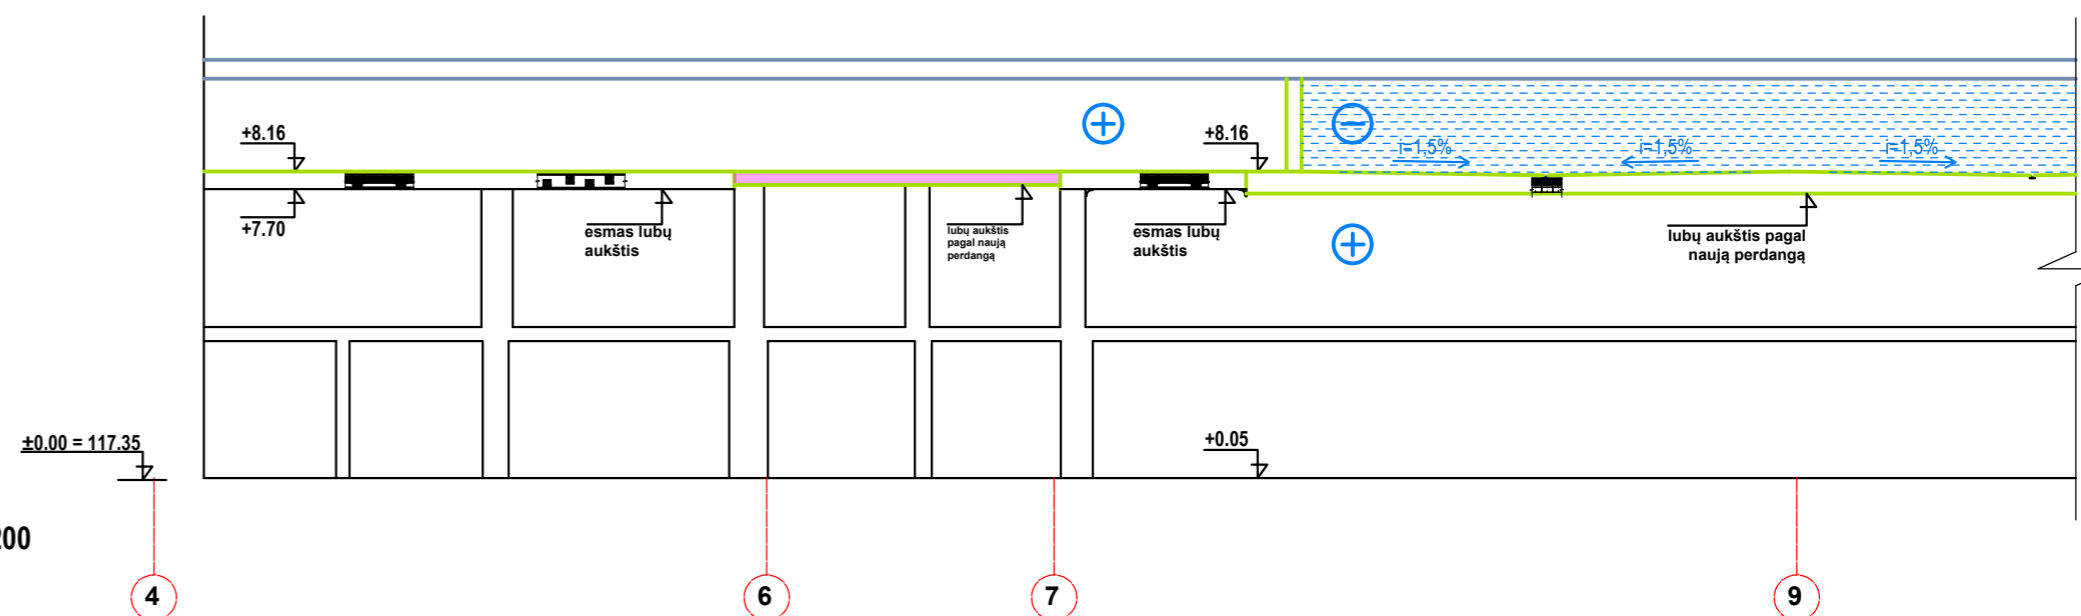 +8.16
+8.16
i=1,5%
i=1,5%
i=1,5%
+7.70
esmas lubų
aukštis
lubų aukštis
pagal naują
perdangą
esmas lubų
aukštis
lubų aukštis pagal
naują perdangą
±0.00 = 117.35
+0.05
200
4
6
7
9